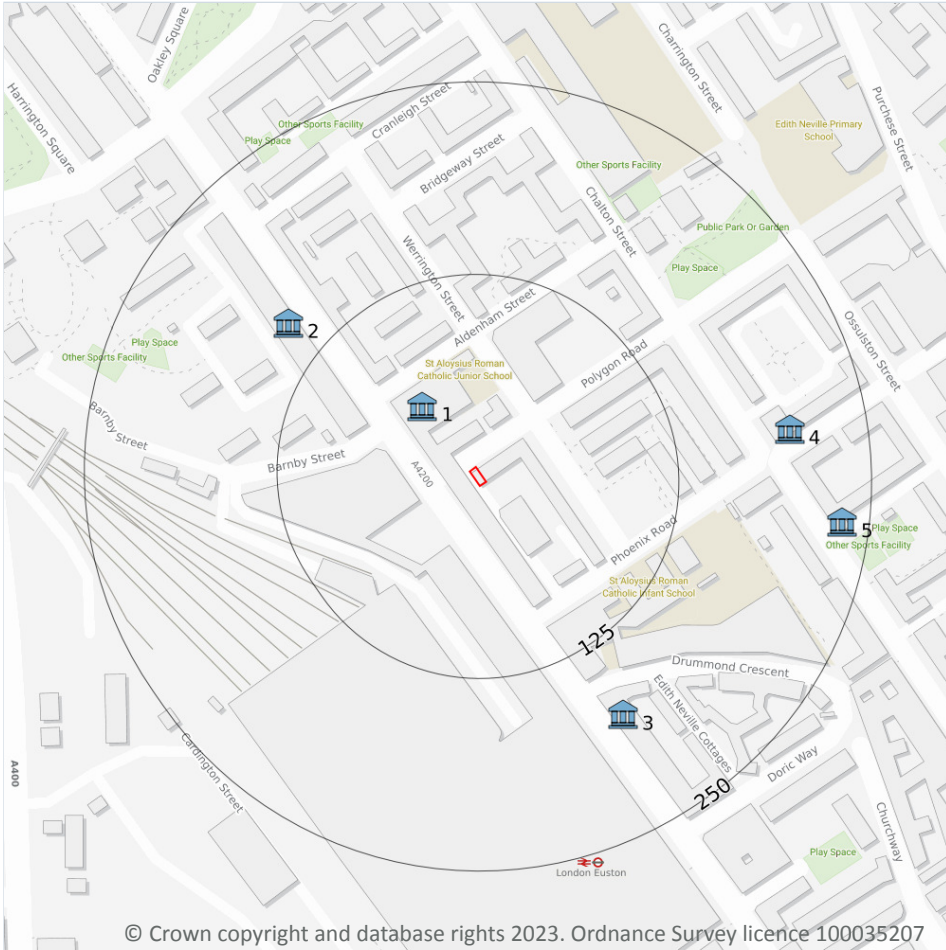 Oakley Square
Charrington Street
Harrington Square
Cranleigh Street
Purchese Street
Other Sports Facility
Play Space
Edith Neville Primary
School
Bridgeway Street
Other Sports Facility
Chalton Street
Public Park Or Garden
Werrington Street
Play Space
Aldenham Street
2
Ossulston Street
Play Space
Other Sports Facility
St Aloysius Roman
Catholic Junior School
Polygon Road
1
Barnby Street
4
Barnby Street
A4200
Phoenix Road
5
Play Space
Other Sports Facility
St Aloysius Roman
Catholic Infant School
125
Drummond Crescent
Edith Neville Cottages
3
Cardington Street
A400
Doric Way
250
Churchway
Play Space
London Euston
© Crown copyright and database rights 2023. Ordnance Survey licence 100035207